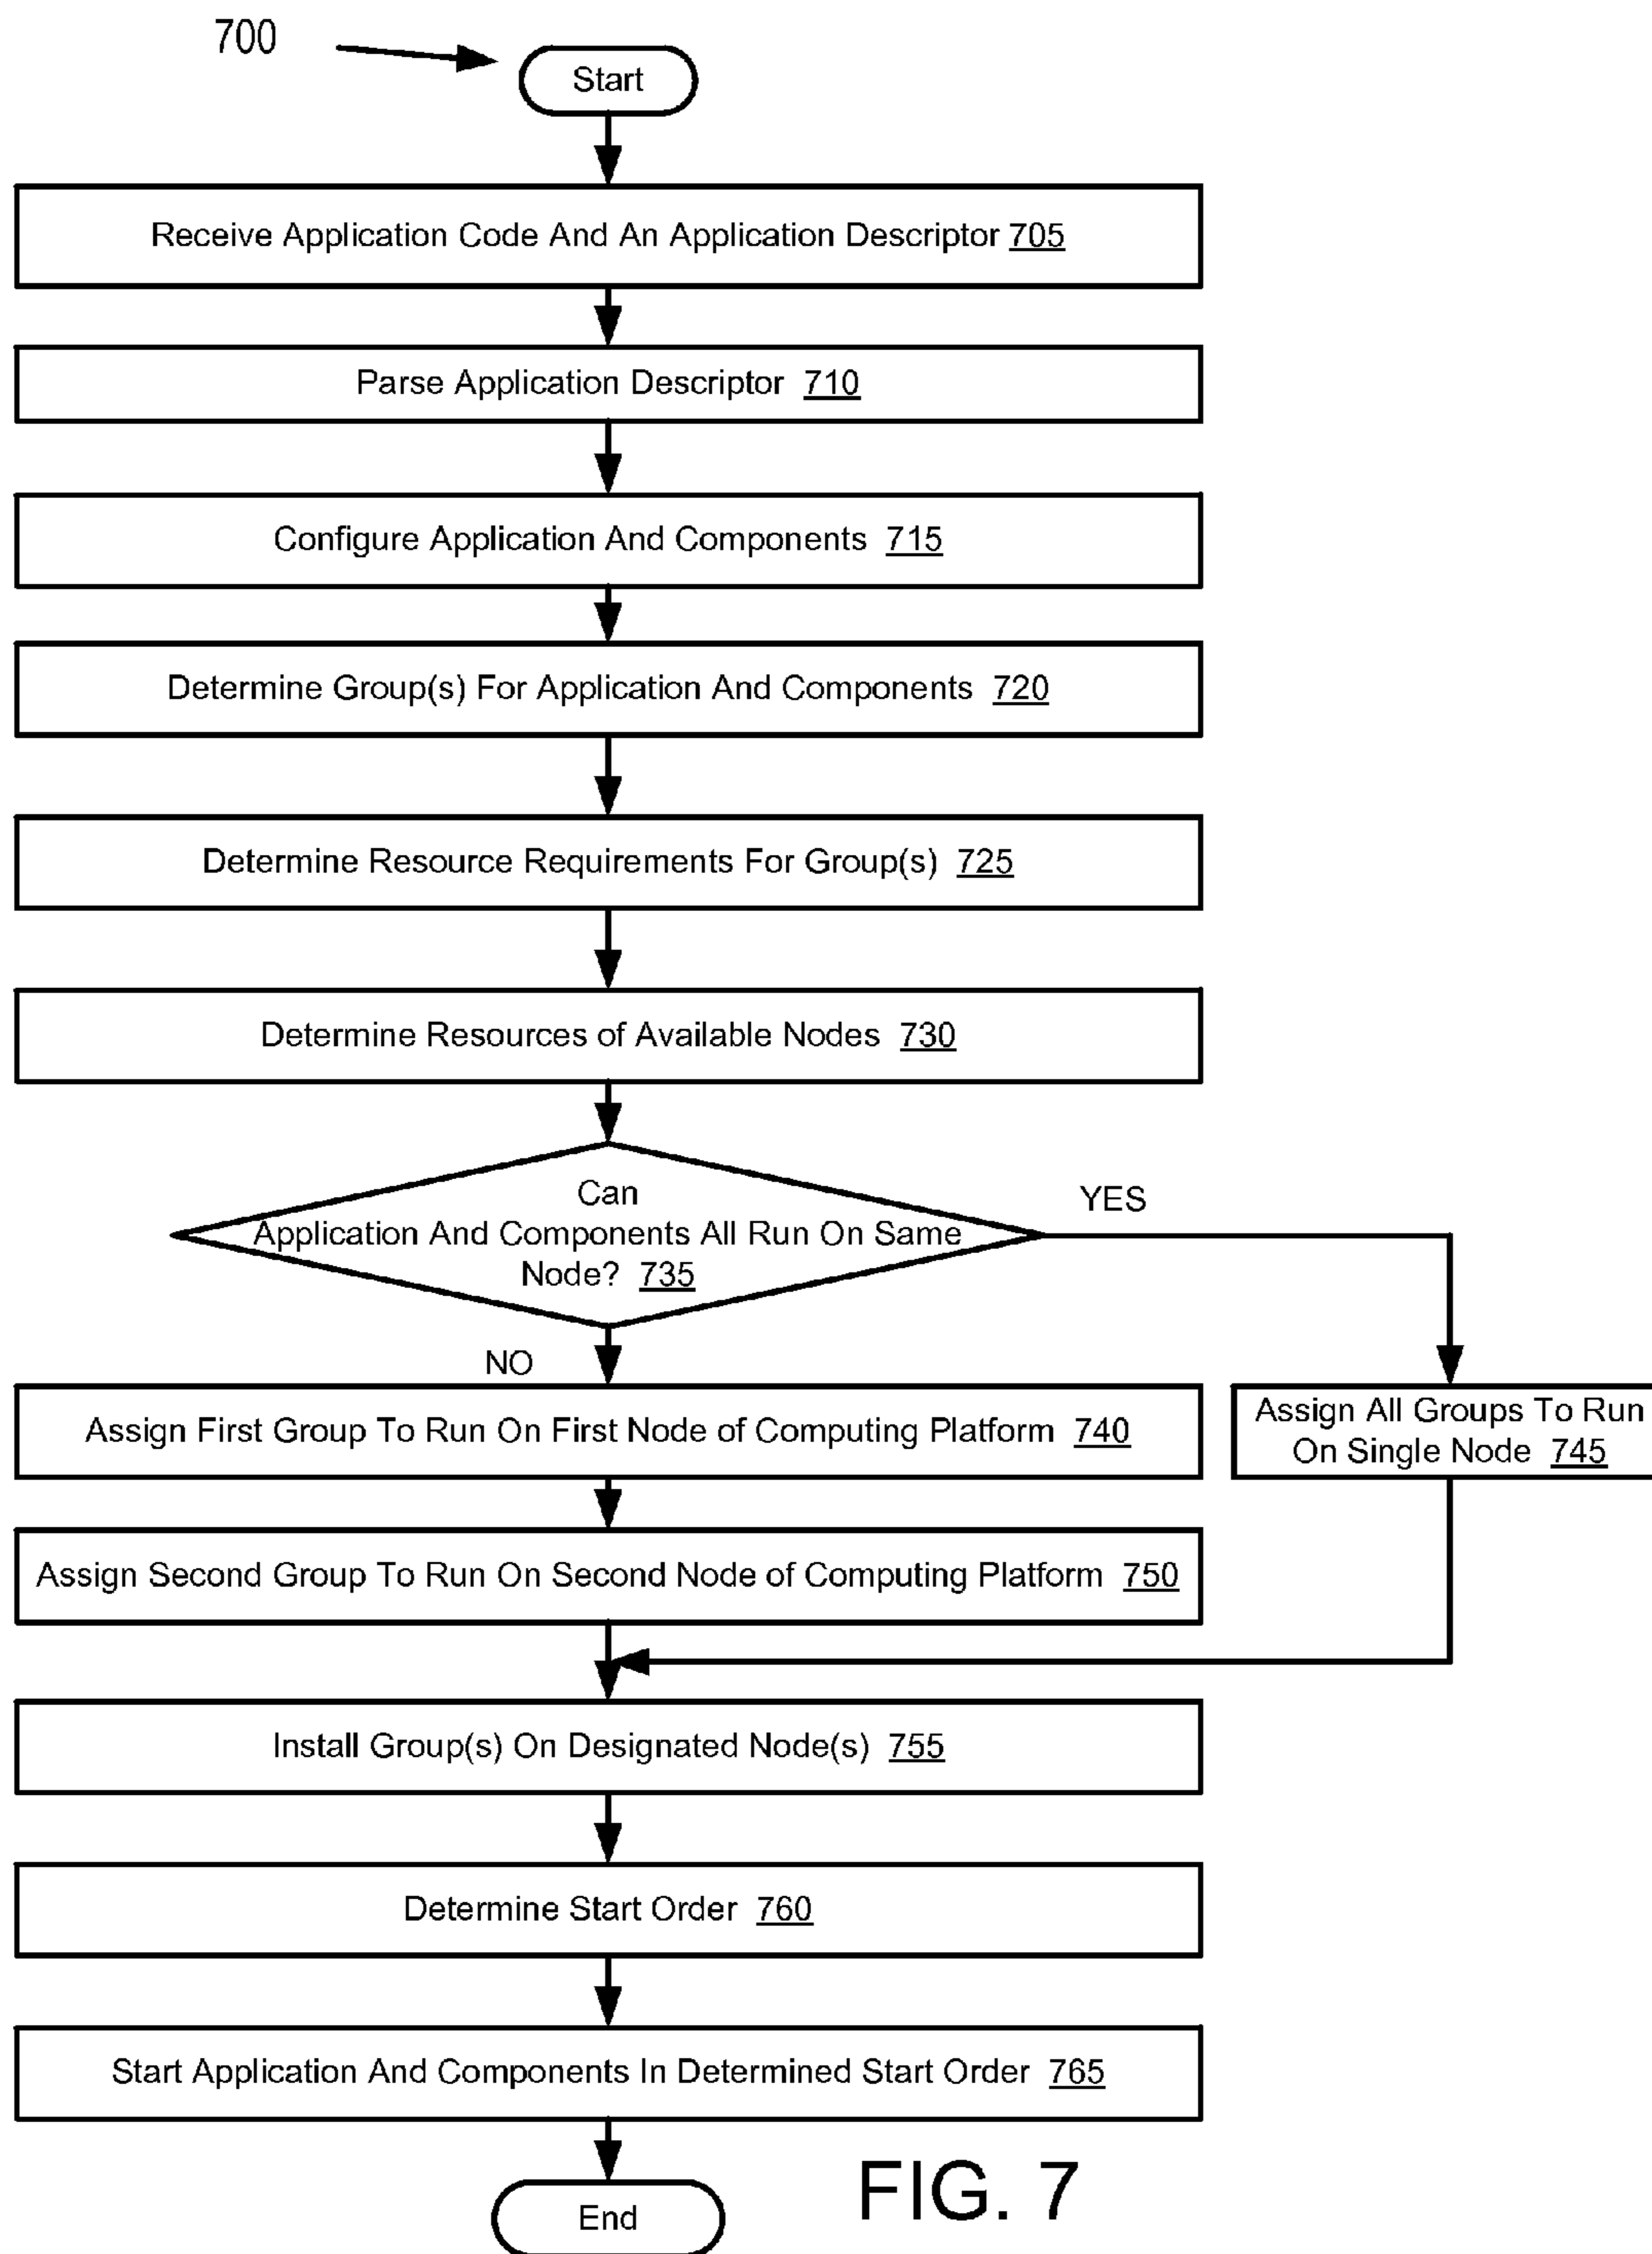 700
Start
Receive Application Code And An Application Descriptor 705
Parse Application Descriptor 710
Configure Application And Components 715
Determine Group(s) For Application And Components 720
Determine Resource Requirements For Group(s) 725
Determine Resources of Available Nodes 730
Can
Application And Components All Run On Same
Node? 735
YES
NO
Assign First Group To Run On First Node of Computing Platform 740
Assign All Groups To Run
On Single Node 745
Assign Second Group To Run On Second Node of Computing Platform 750
Install Group(s) On Designated Node(s) 755
Determine Start Order 760
Start Application And Components In Determined Start Order 765
End
FIG. 7